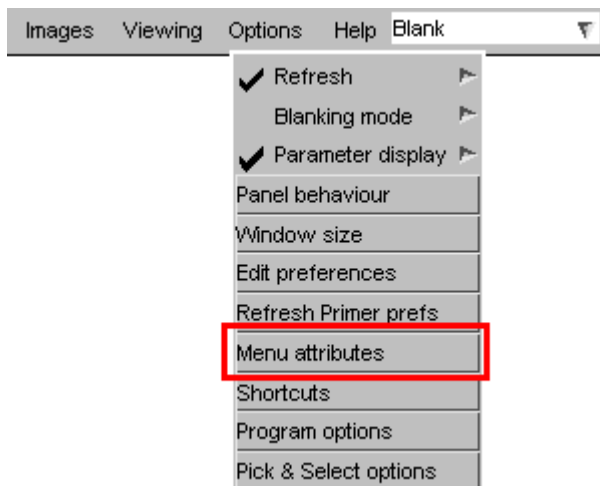 Images Viewing Options Help Blank
Refresh
Blanking mode
Parameter display
Panel behaviour
Window size
Edit preferences
Refresh Primer prefs
Menu attributes
Shortcuts
Program options
Pick & Select options